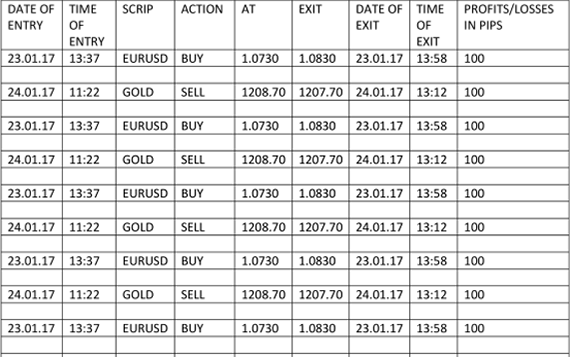 DATE OF ENTRY TIME OF ENTRY SCRIP ACTION AT EXIT DATE OF EXIT TIME OF EXIT PROFITS/LOSSES IN PIPS
23.01.17 13:37 EURUSD BUY 1.0730 1.0830 23.01.17 13:58 100
24.01.17 11:22 GOLD SELL 1208.70 1207.70 24.01.17 13:12 100
23.01.17 13:37 EURUSD BUY 1.0730 1.0830 23.01.17 13:58 100
24.01.17 11:22 GOLD SELL 1208.70 1207.70 24.01.17 13:12 100
23.01.17 13:37 EURUSD BUY 1.0730 1.0830 23.01.17 13:58 100
24.01.17 11:22 GOLD SELL 1208.70 1207.70 24.01.17 13:12 100
23.01.17 13:37 EURUSD BUY 1.0730 1.0830 23.01.17 13:58 100
24.01.17 11:22 GOLD SELL 1208.70 1207.70 24.01.17 13:12 100
23.01.17 13:37 EURUSD BUY 1.0730 1.0830 23.01.17 13:58 100